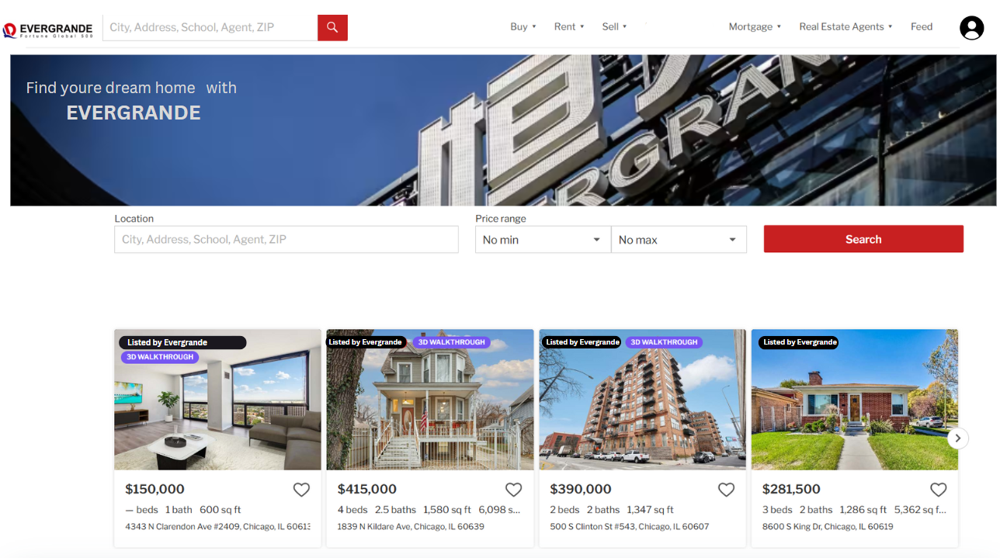 EVERGRANDE
Fortune Global 500
City, Address, School, Agent, ZIP
Buy Rent Sell Mortgage Real Estate Agents Feed
Find youre dream home with
EVERGRANDE
ERGRAN
Location
City, Address, School, Agent, ZIP
Price range
No min
No max
Search
Listed by Evergrande
3D WALKTHROUGH
$150,000
— beds 1 bath 600 sq ft
4343 N Clarendon Ave #2409, Chicago, IL 60613
Listed by Evergrande
3D WALKTHROUGH
$415,000
4 beds 2.5 baths 1,580 sq ft 6,098 s...
1839 N Kildare Ave, Chicago, IL 60639
Listed by Evergrande
3D WALKTHROUGH
$390,000
2 beds 2 baths 1,347 sq ft
500 S Clinton St #543, Chicago, IL 60607
Listed by Evergrande
$281,500
3 beds 2 baths 1,286 sq ft 5,362 sq f...
8600 S King Dr, Chicago, IL 60619